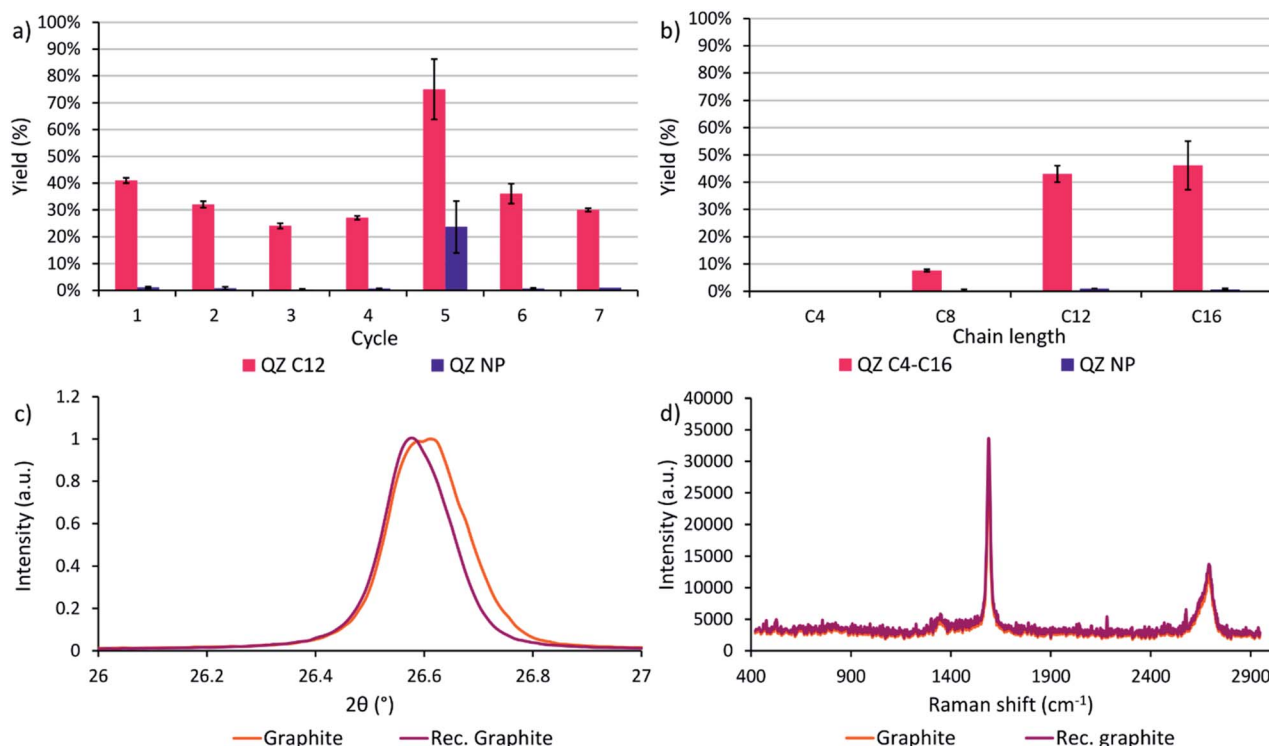 a)
100%
90%
80%
70%
60%
50%
40%
30%
20%
10%
0%
Yield (%)
1 2 3 4 5 6 7
Cycle
QZ C12 QZ NP
b)
100%
90%
80%
70%
60%
50%
40%
30%
20%
10%
0%
Yield (%)
C4 C8 C12 C16
Chain length
QZ C4-C16 QZ NP
c)
1.2
1
0.8
0.6
0.4
0.2
0
Intensity (a.u.)
26 26.2 26.4 26.6 26.8 27
2θ (°)
Graphite Rec. Graphite
d)
40000
35000
30000
25000
20000
15000
10000
5000
0
Intensity (a.u.)
400 900 1400 1900 2400 2900
Raman shift (cm⁻¹)
Graphite Rec. graphite